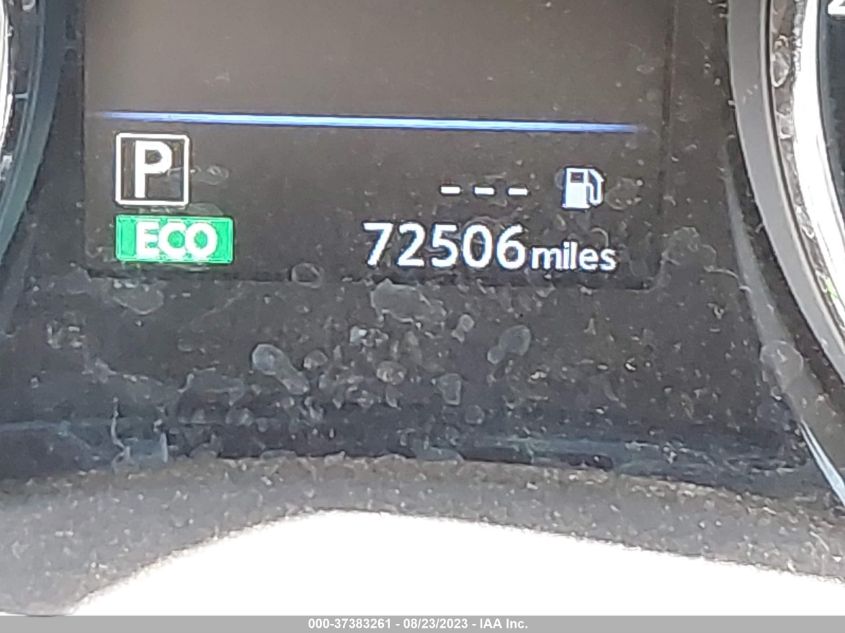 P
---
ECO
72506 miles
000-37383261 - 08/23/2023 - IAA Inc.